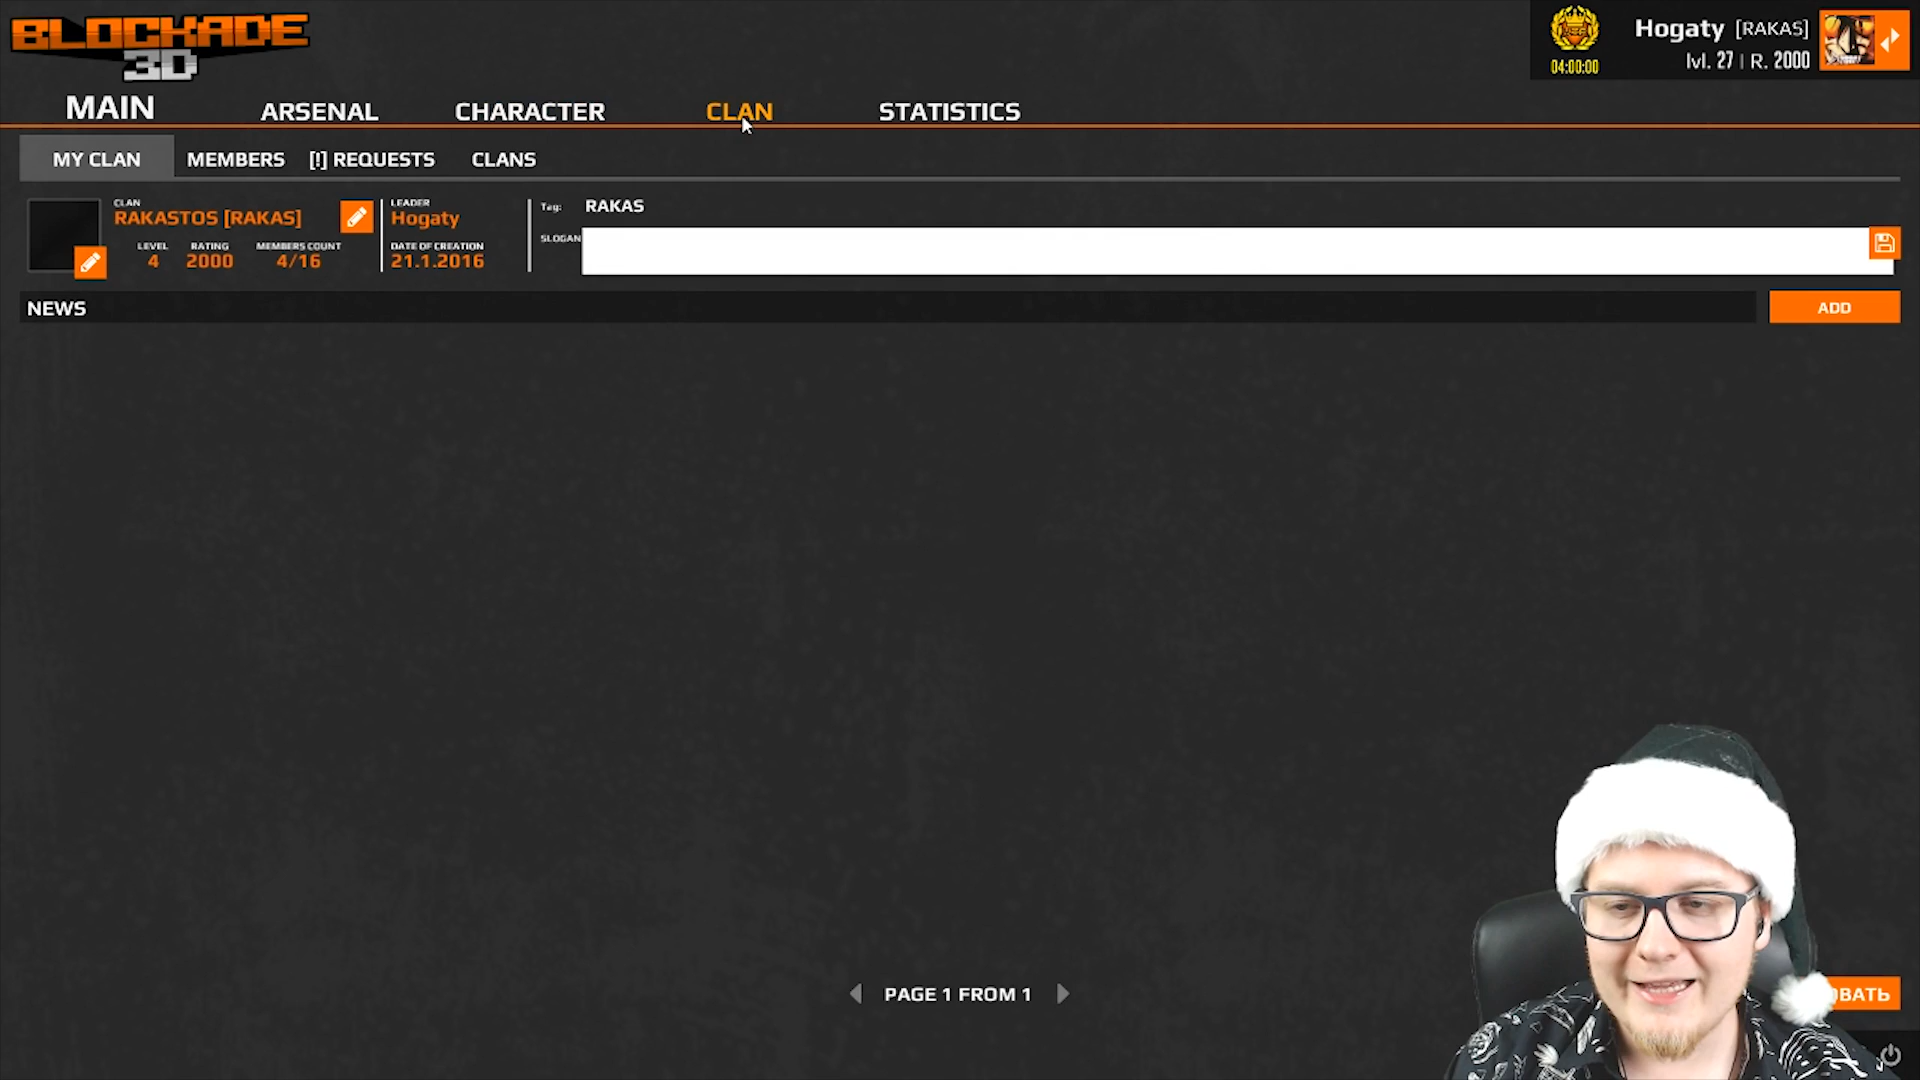 BLOCKADE
3D
Hogaty [RAKAS]
lvl. 27 | R. 2000
04:00:00
MAIN ARSENAL CHARACTER CLAN STATISTICS
MY CLAN MEMBERS [!] REQUESTS CLANS
CLAN
RAKASTOS [RAKAS]
LEVEL RATING MEMBERS COUNT
4 2000 4/16
LEADER
Hogaty
DATE OF CREATION
21.1.2016
Tag: RAKAS
SLOGAN
NEWS
ADD
PAGE 1 FROM 1